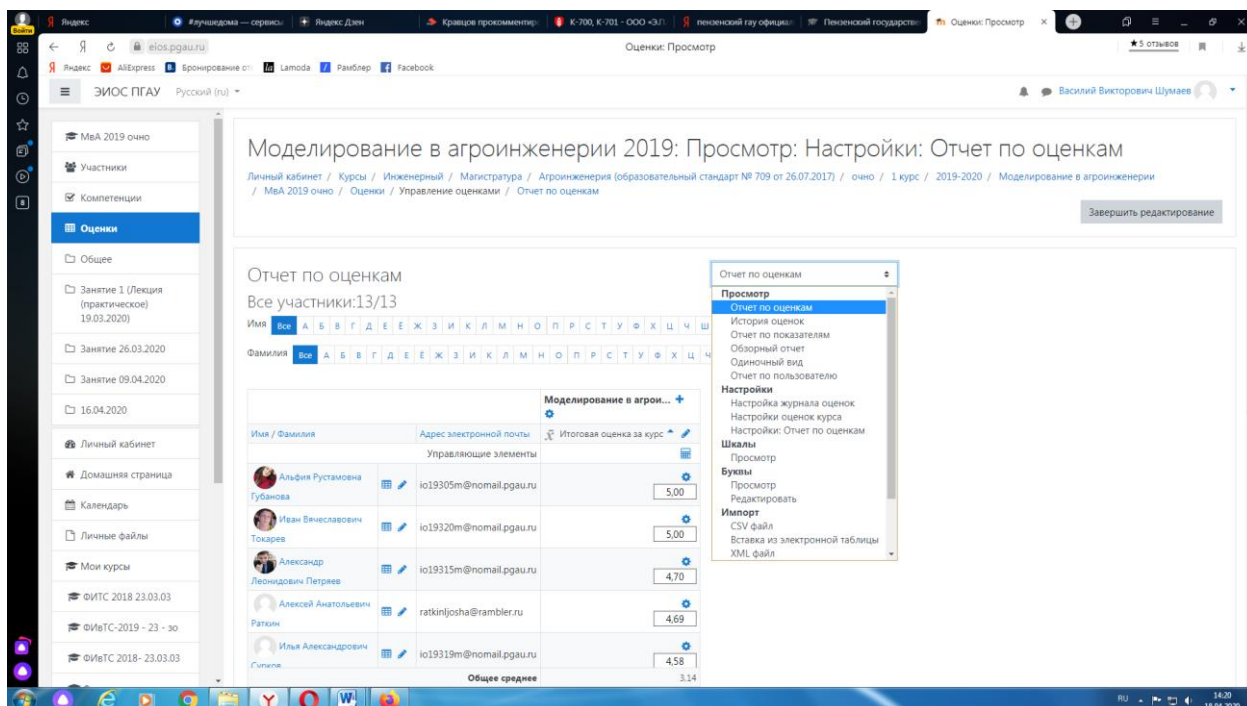 Войти
Яндекс
#лучшедома — сервисы
Яндекс Дзен
Кравцов прокомментир
К-700, К-701 - ООО «ЭЛ
пензенский гау официал
Пензенский государстве
Оценки: Просмотр
eios.pgau.ru
Оценки: Просмотр
★5 отзывов
Яндекс AliExpress Бронирование от Lamoda Рамблер Facebook
ЭИОС ПГАУ Русский (ru)
Василий Викторович Шумаев
МвА 2019 очно
Участники
Компетенции
Оценки
Общее
Занятие 1 (Лекция
(практическое)
19.03.2020)
Занятие 26.03.2020
Занятие 09.04.2020
16.04.2020
Личный кабинет
Домашняя страница
Календарь
Личные файлы
Мои курсы
ФИТС 2018 23.03.03
ФИвТС-2019 - 23 - зо
ФИвТС 2018- 23.03.03
Моделирование в агроинженерии 2019: Просмотр: Настройки: Отчет по оценкам
Личный кабинет / Курсы / Инженерный / Магистратура / Агроинженерия (образовательный стандарт № 709 от 26.07.2017) / очно / 1 курс / 2019-2020 / Моделирование в агроинженерии
/ МвА 2019 очно / Оценки / Управление оценками / Отчет по оценкам
Завершить редактирование
Отчет по оценкам
Все участники:13/13
Имя Все А Б В Г Д Е Ё Ж З И К Л М Н О П Р С Т У Ф Х Ц Ч Ш
Фамилия Все А Б В Г Д Е Ё Ж З И К Л М Н О П Р С Т У Ф Х Ц Ч
Отчет по оценкам
Просмотр
Отчет по оценкам
История оценок
Отчет по показателям
Обзорный отчет
Одиночный вид
Отчет по пользователю
Настройки
Настройка журнала оценок
Настройки оценок курса
Настройки: Отчет по оценкам
Шкалы
Просмотр
Буквы
Просмотр
Редактировать
Импорт
CSV файл
Вставка из электронной таблицы
XML файл
Моделирование в агрои...
Имя / Фамилия Адрес электронной почты x̄ Итоговая оценка за курс
Управляющие элементы
Альфия Рустамовна
Губанова
io19305m@nomail.pgau.ru
5,00
Иван Вячеславович
Токарев
io19320m@nomail.pgau.ru
5,00
Александр
Леонидович Петряев
io19315m@nomail.pgau.ru
4,70
Алексей Анатольевич
Раткин
ratkinljosha@rambler.ru
4,69
Илья Александрович
Сурков
io19319m@nomail.pgau.ru
4,58
Общее среднее 3,14
RU
14:20
18.04.2020